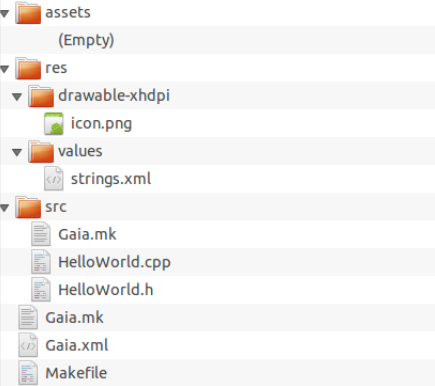 assets
(Empty)
res
drawable-xhdpi
icon.png
values
strings.xml
src
Gaia.mk
HelloWorld.cpp
HelloWorld.h
Gaia.mk
Gaia.xml
Makefile